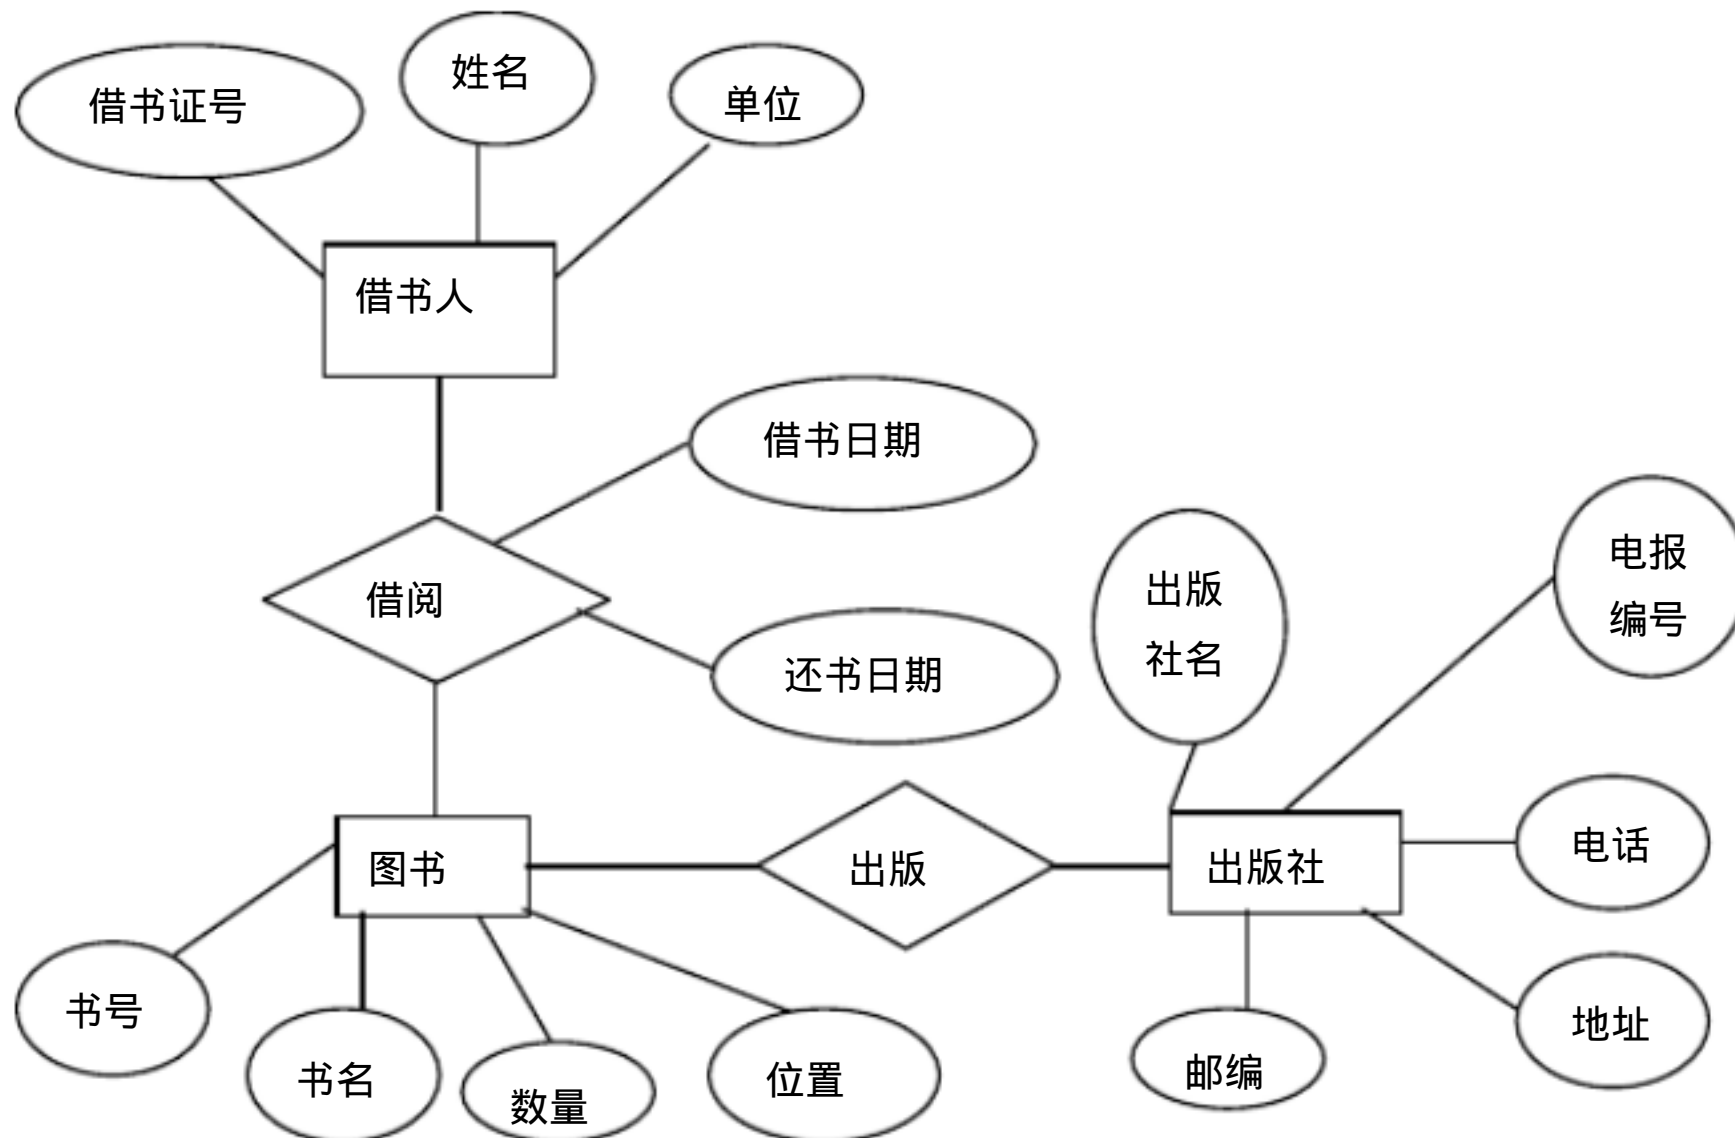 借书证号
姓名
单位
借书人
借书日期
借阅
还书日期
出版
社名
电报
编号
图书
出版
出版社
电话
书号
书名
数量
位置
邮编
地址